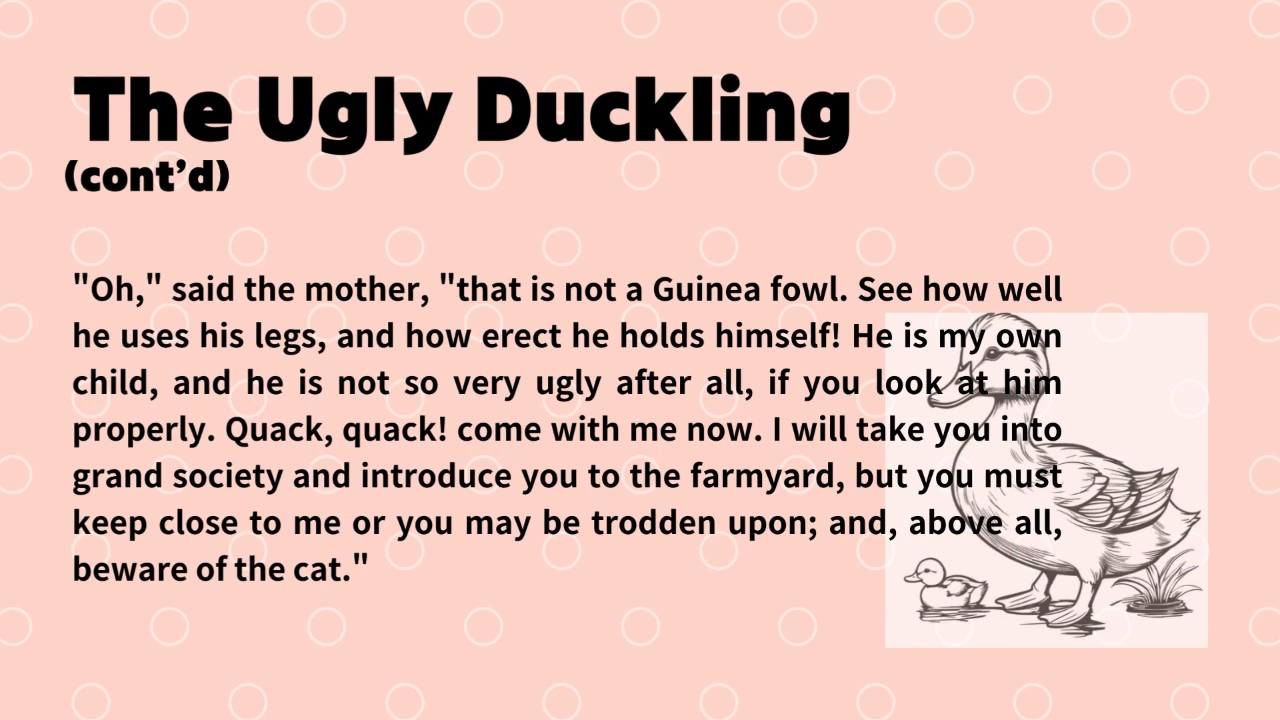 The Ugly Duckling
(cont’d)
"Oh," said the mother, "that is not a Guinea fowl. See how well
he uses his legs, and how erect he holds himself! He is my own
child, and he is not so very ugly after all, if you look at him
properly. Quack, quack! come with me now. I will take you into
grand society and introduce you to the farmyard, but you must
keep close to me or you may be trodden upon; and, above all,
beware of the cat."